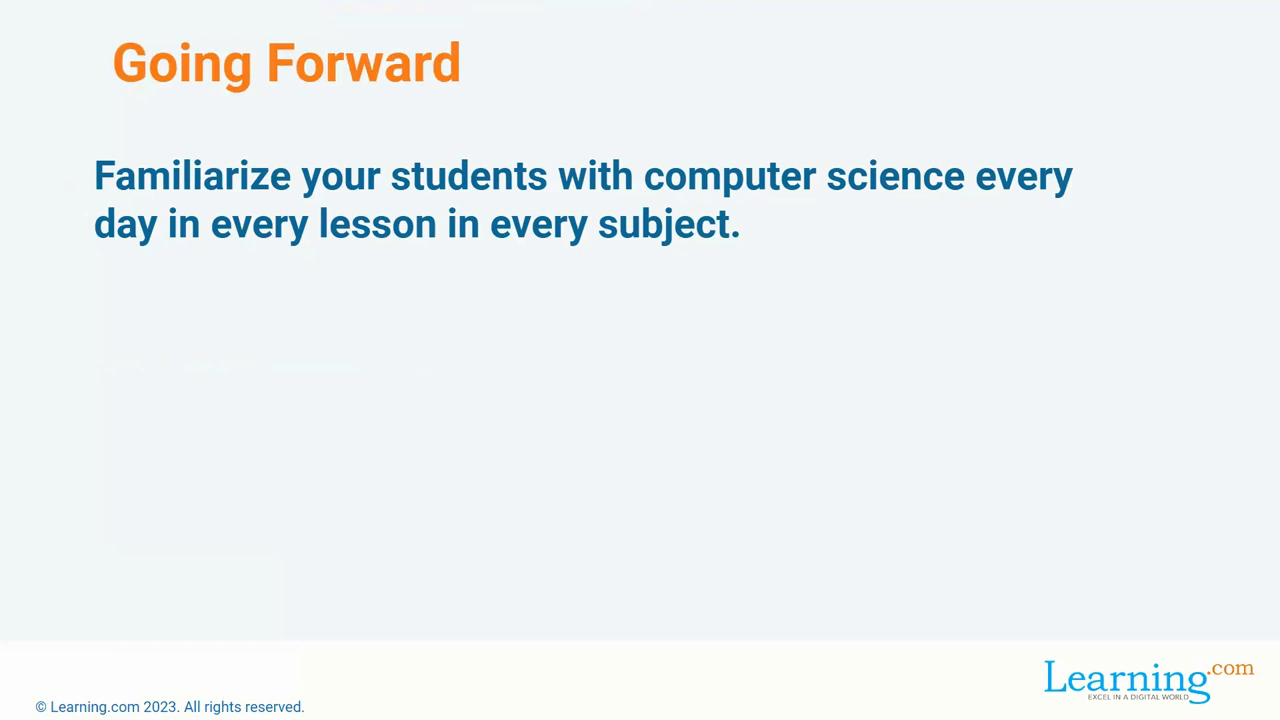 Going Forward
Familiarize your students with computer science every
day in every lesson in every subject.
Learning.com
EXCEL IN A DIGITAL WORLD
© Learning.com 2023. All rights reserved.